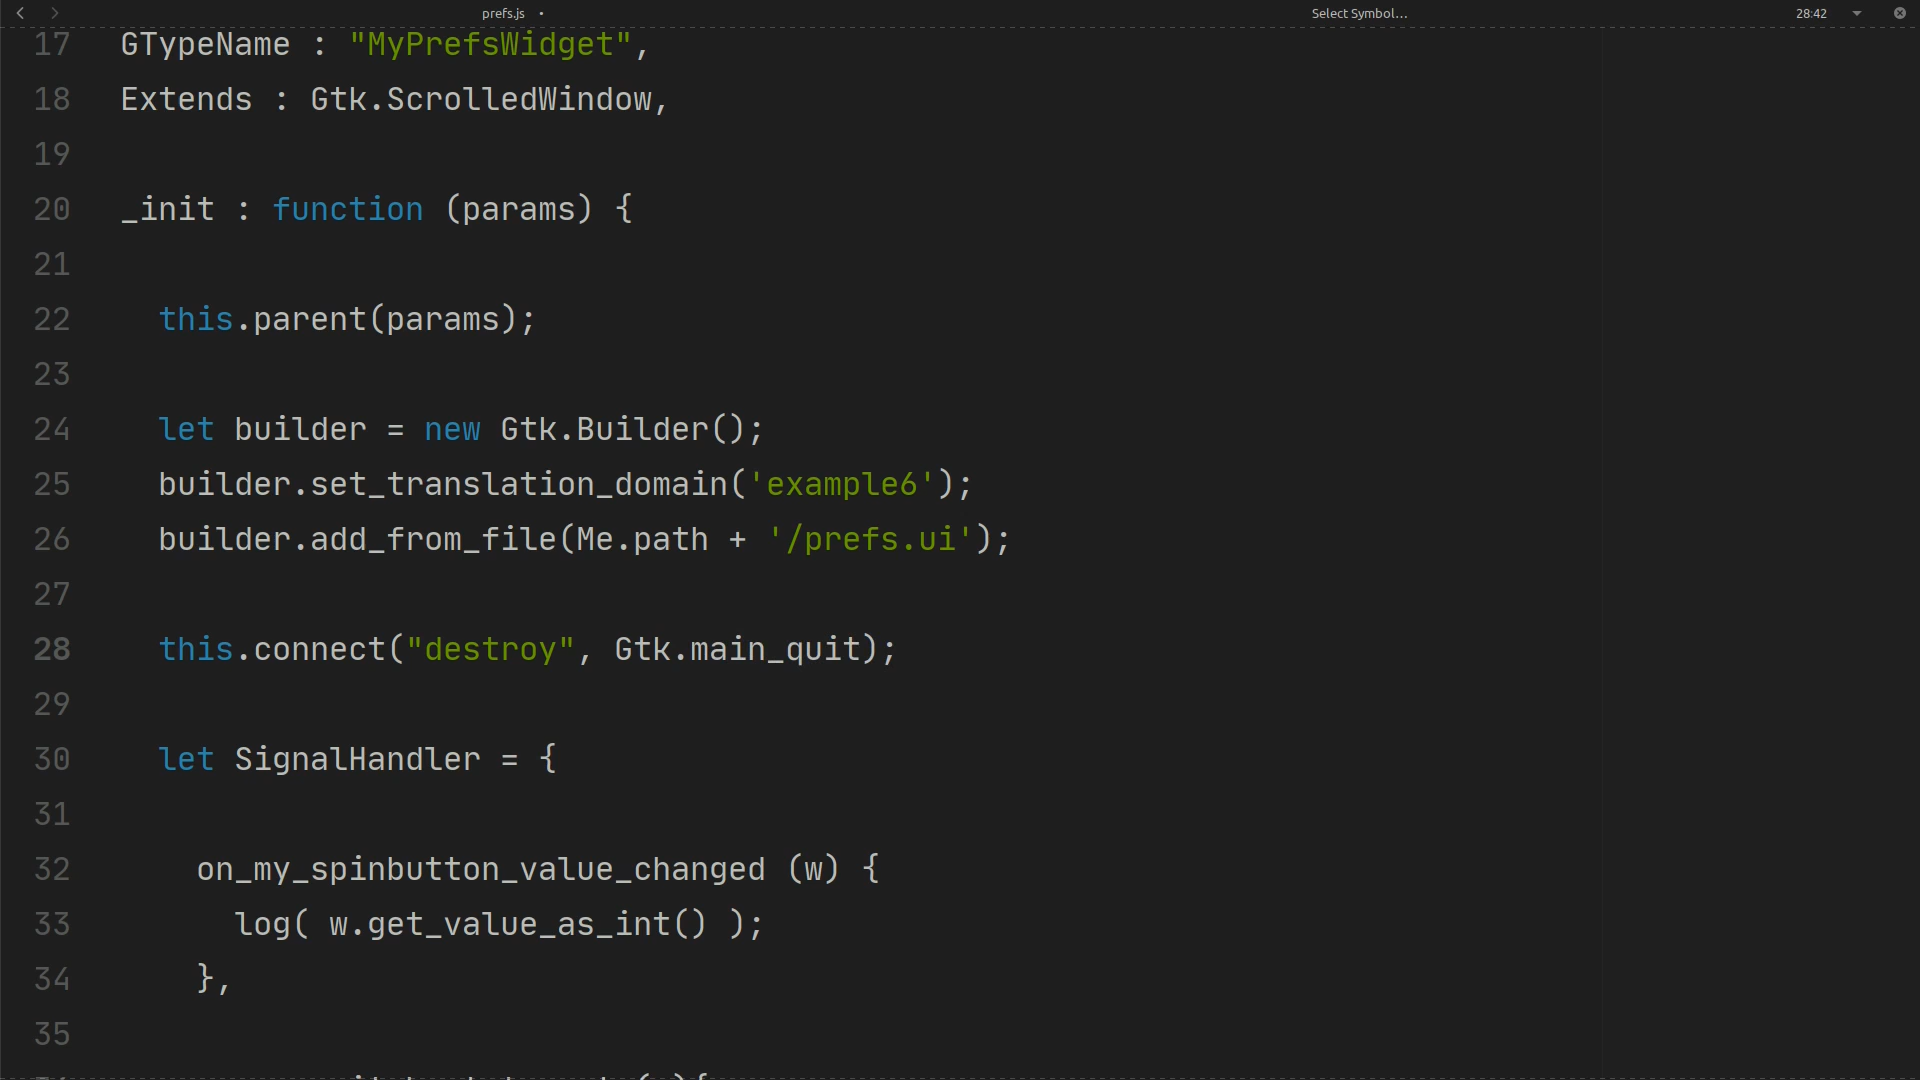 prefs.js • Select Symbol... 28:42
17 GTypeName : "MyPrefsWidget",
18 Extends : Gtk.ScrolledWindow,
19
20 _init : function (params) {
21
22 this.parent(params);
23
24 let builder = new Gtk.Builder();
25 builder.set_translation_domain('example6');
26 builder.add_from_file(Me.path + '/prefs.ui');
27
28 this.connect("destroy", Gtk.main_quit);
29
30 let SignalHandler = {
31
32 on_my_spinbutton_value_changed (w) {
33 log( w.get_value_as_int() );
34 },
35